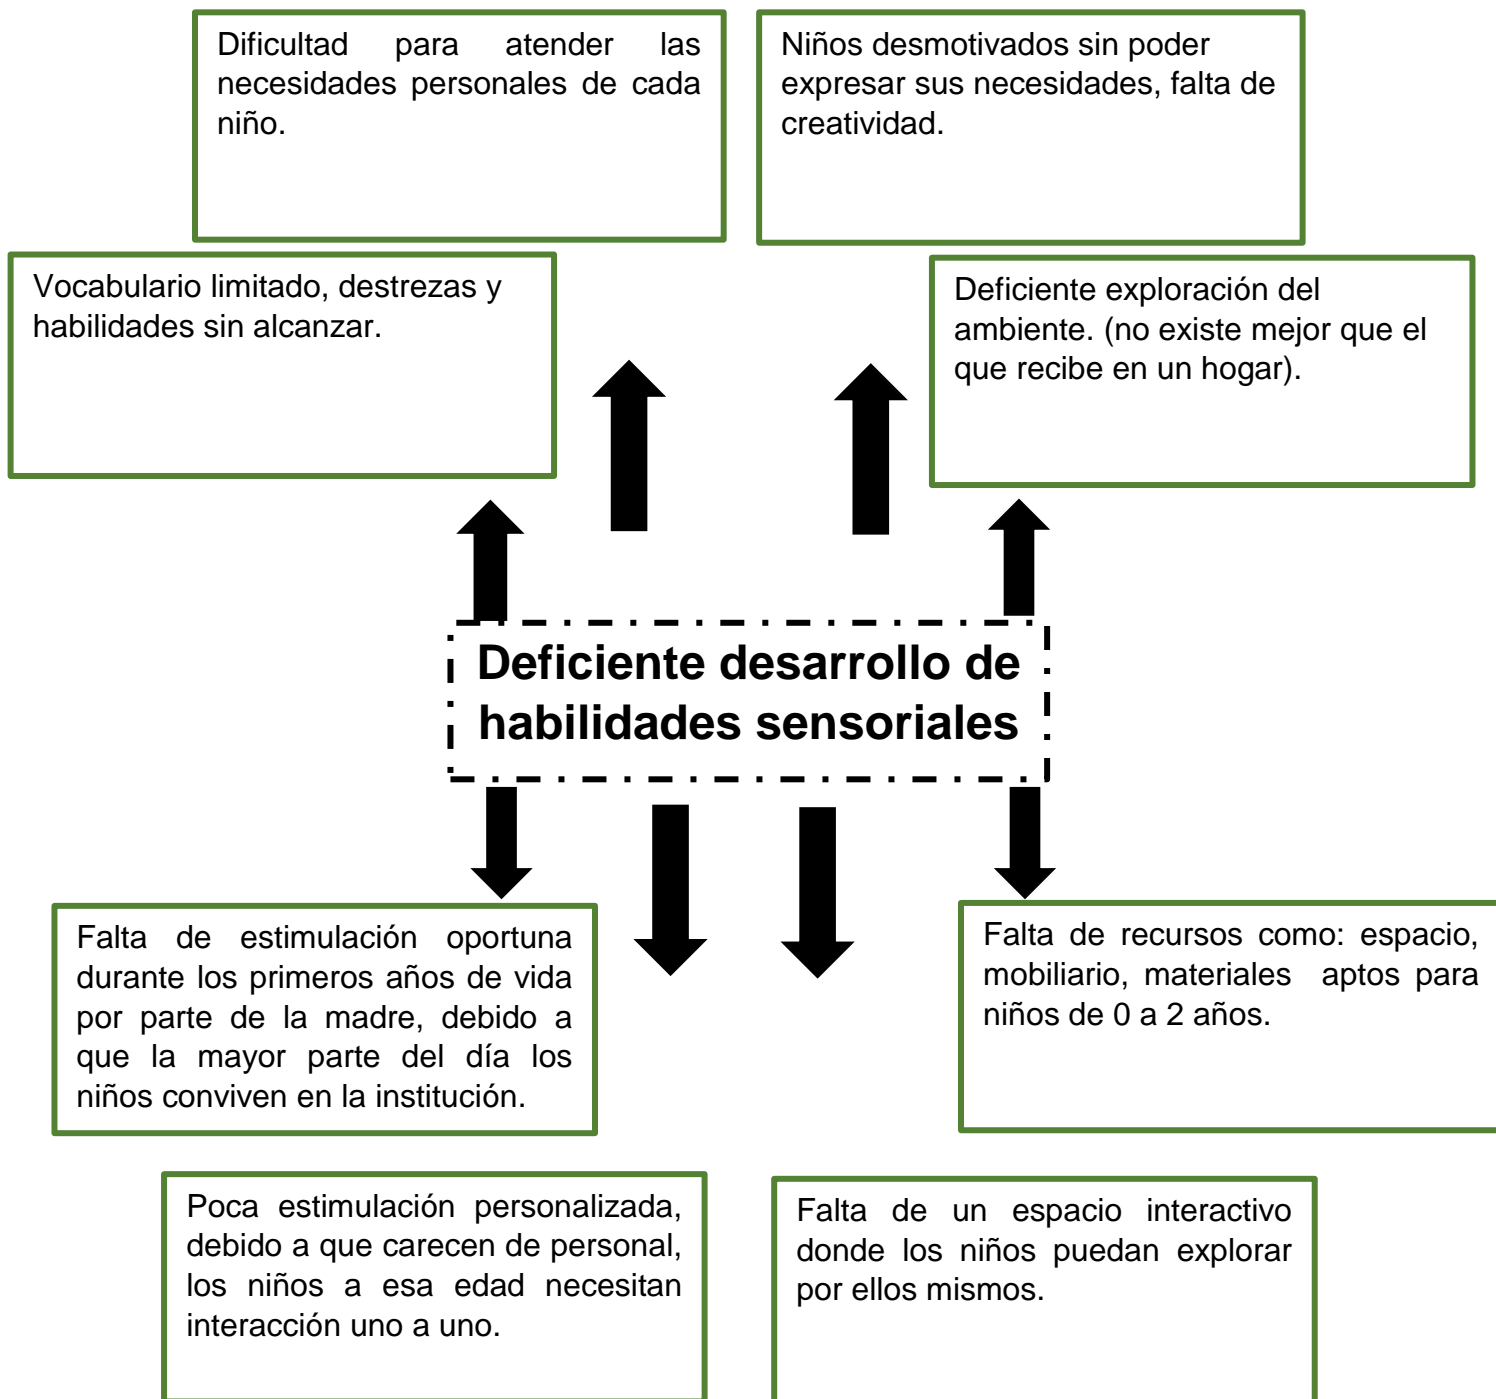 Dificultad para atender las
necesidades personales de cada
niño.
Niños desmotivados sin poder
expresar sus necesidades, falta de
creatividad.
Vocabulario limitado, destrezas y
habilidades sin alcanzar.
Deficiente exploración del
ambiente. (no existe mejor que el
que recibe en un hogar).
Deficiente desarrollo de
habilidades sensoriales
Falta de estimulación oportuna
durante los primeros años de vida
por parte de la madre, debido a
que la mayor parte del día los
niños conviven en la institución.
Falta de recursos como: espacio,
mobiliario, materiales aptos para
niños de 0 a 2 años.
Poca estimulación personalizada,
debido a que carecen de personal,
los niños a esa edad necesitan
interacción uno a uno.
Falta de un espacio interactivo
donde los niños puedan explorar
por ellos mismos.